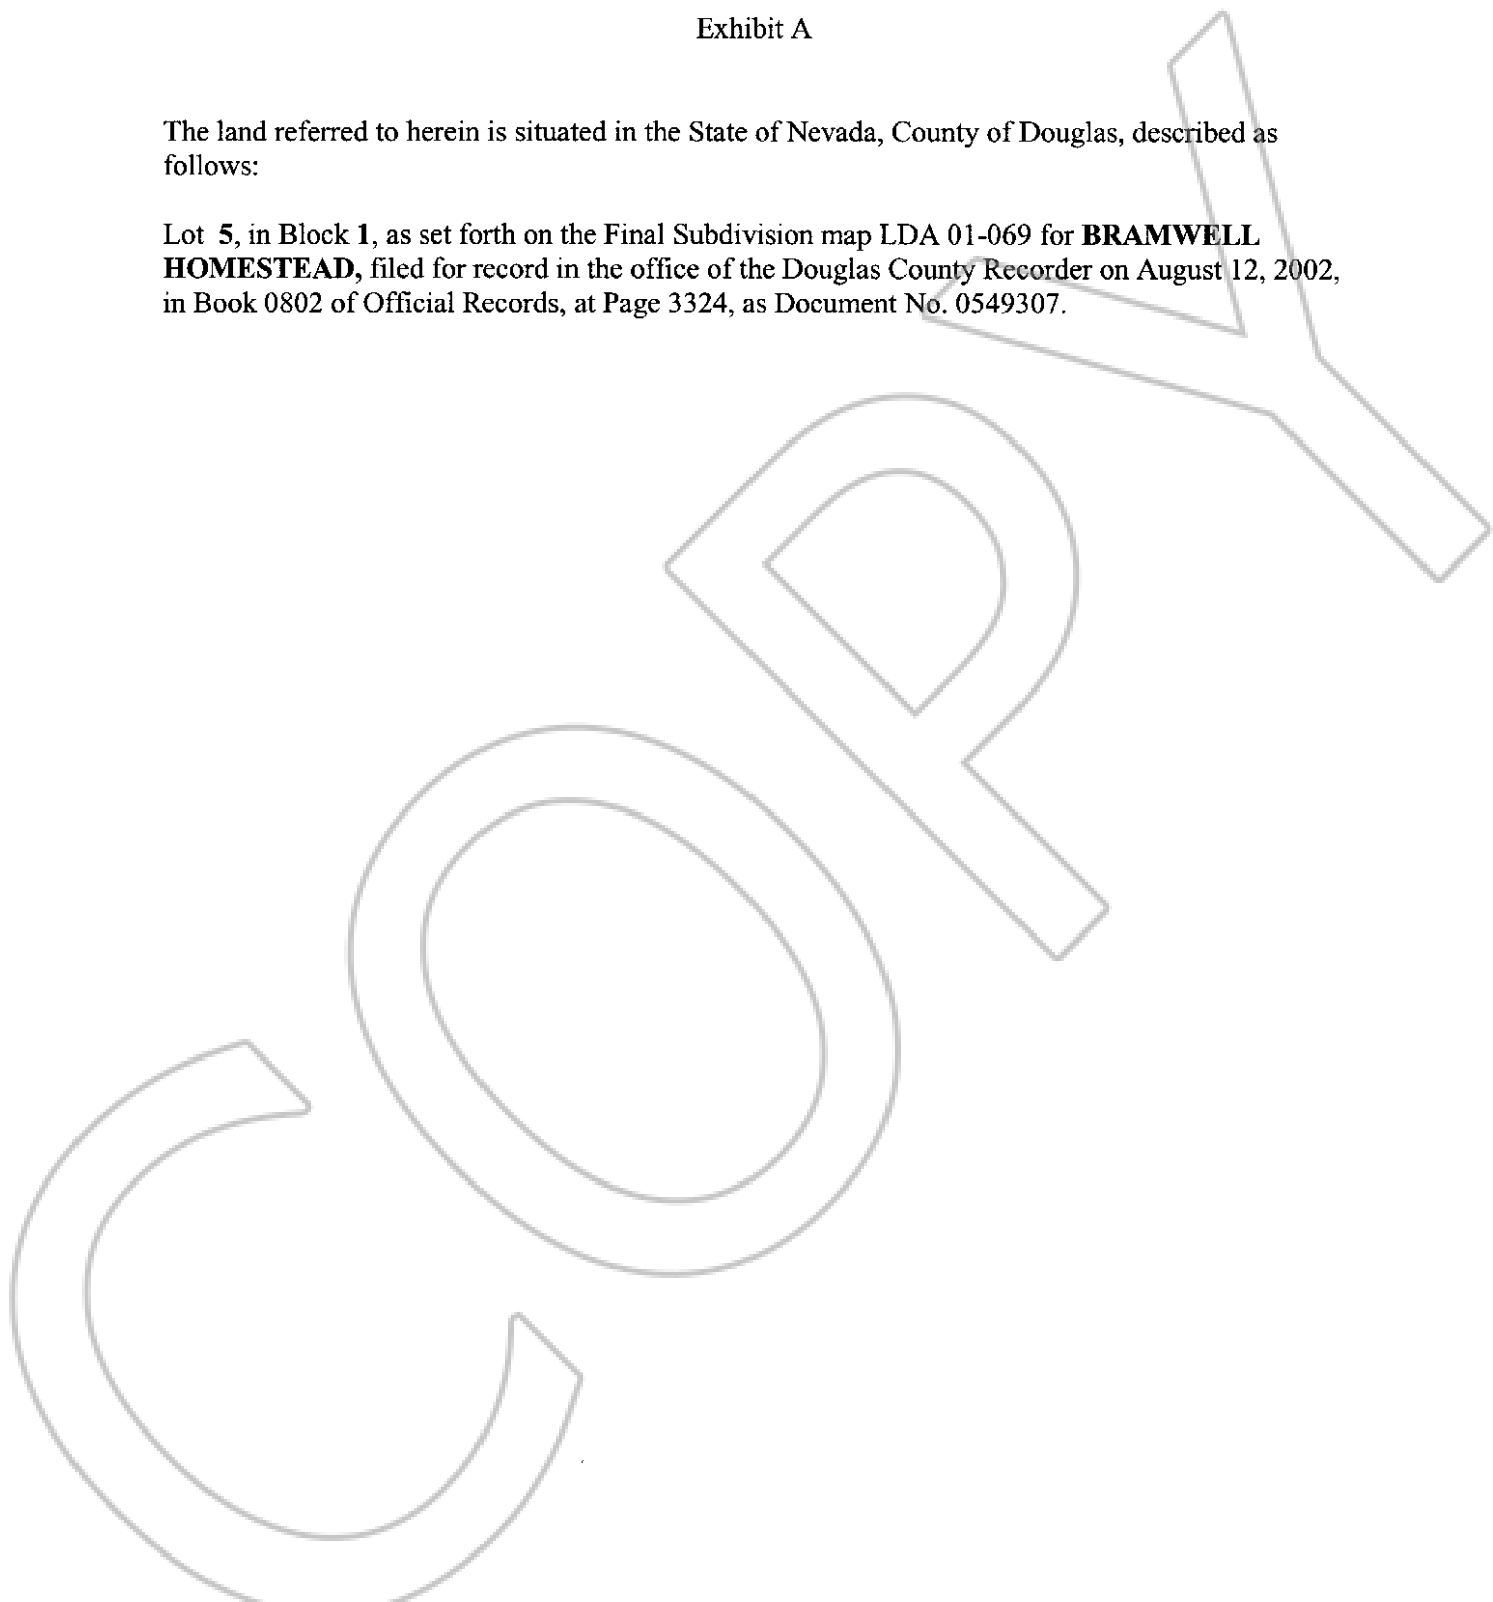 Exhibit A
The land referred to herein is situated in the State of Nevada, County of Douglas, described as
follows:
Lot 5, in Block 1, as set forth on the Final Subdivision map LDA 01-069 for BRAMWELL
HOMESTEAD, filed for record in the office of the Douglas County Recorder on August 12, 2002,
in Book 0802 of Official Records, at Page 3324, as Document No. 0549307.
COPY